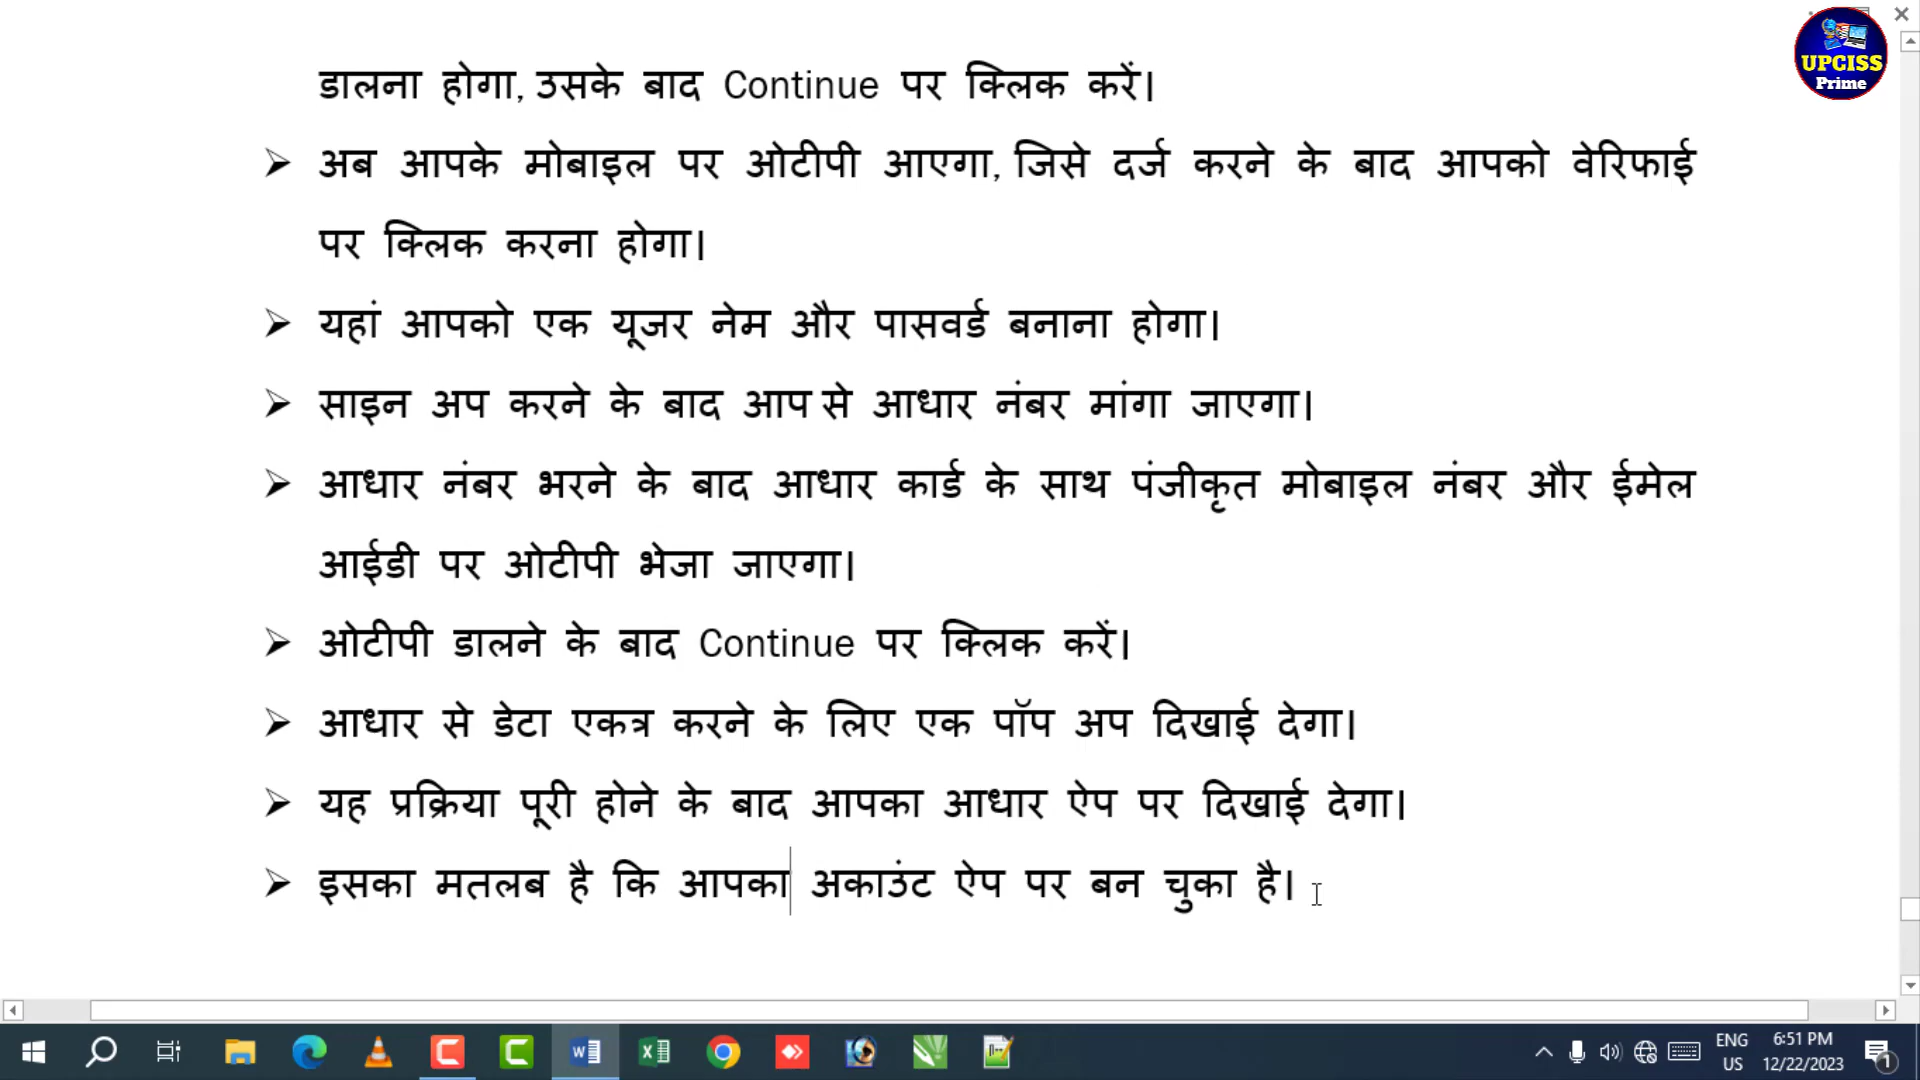 UPCISS
Prime
डालना होगा, उसके बाद Continue पर क्लिक करें।
➢ अब आपके मोबाइल पर ओटीपी आएगा, जिसे दर्ज करने के बाद आपको वेरिफाई
पर क्लिक करना होगा।
➢ यहां आपको एक यूजर नेम और पासवर्ड बनाना होगा।
➢ साइन अप करने के बाद आप से आधार नंबर मांगा जाएगा।
➢ आधार नंबर भरने के बाद आधार कार्ड के साथ पंजीकृत मोबाइल नंबर और ईमेल
आईडी पर ओटीपी भेजा जाएगा।
➢ ओटीपी डालने के बाद Continue पर क्लिक करें।
➢ आधार से डेटा एकत्र करने के लिए एक पॉप अप दिखाई देगा।
➢ यह प्रक्रिया पूरी होने के बाद आपका आधार ऐप पर दिखाई देगा।
➢ इसका मतलब है कि आपका अकाउंट ऐप पर बन चुका है।
ENG
US
6:51 PM
12/22/2023
1